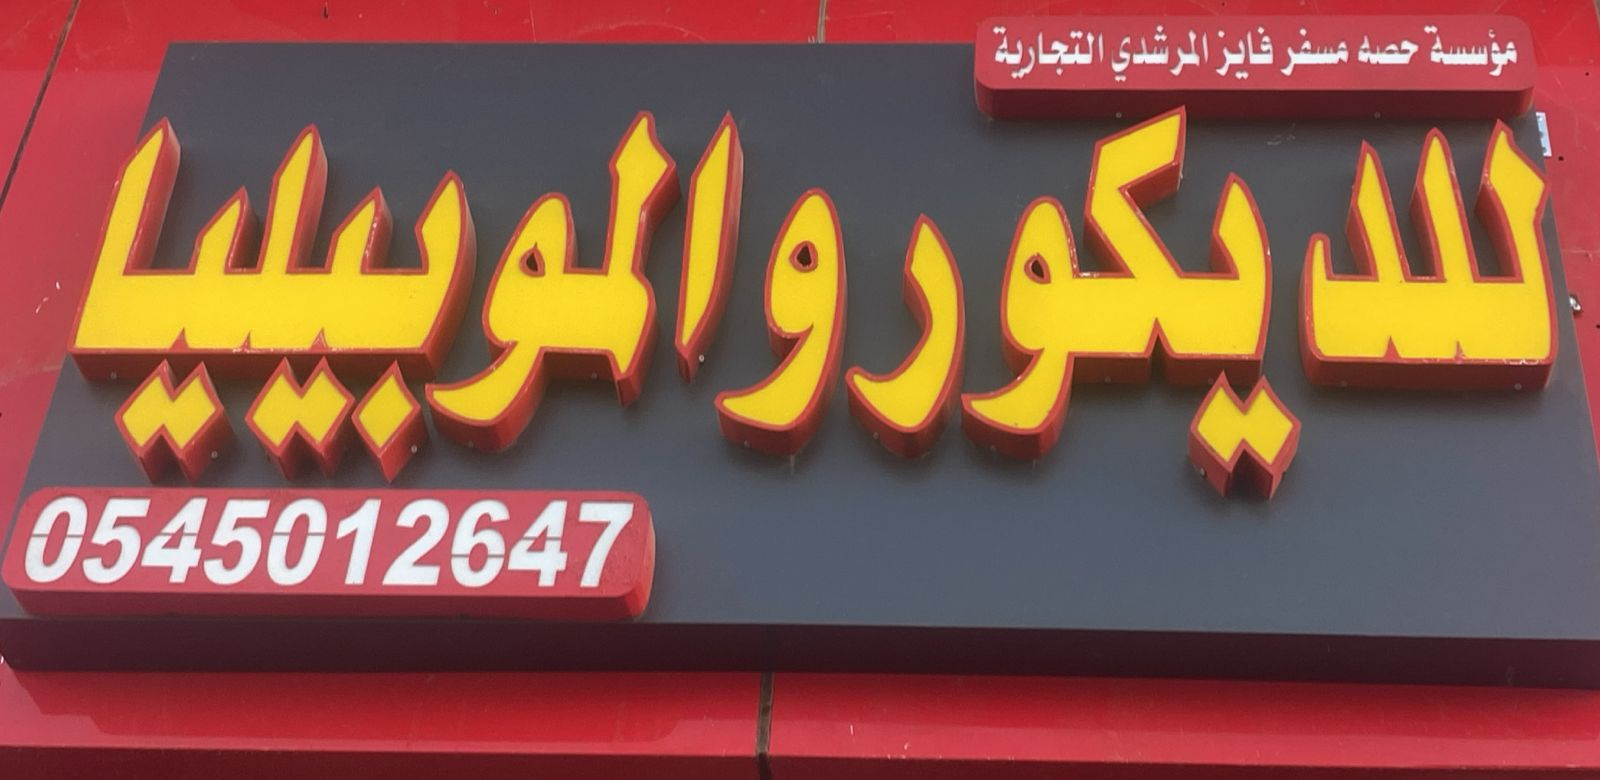 مؤسسة حصه مسفر فايز المرشدي التجارية
للديكور والموبيليا
0545012647